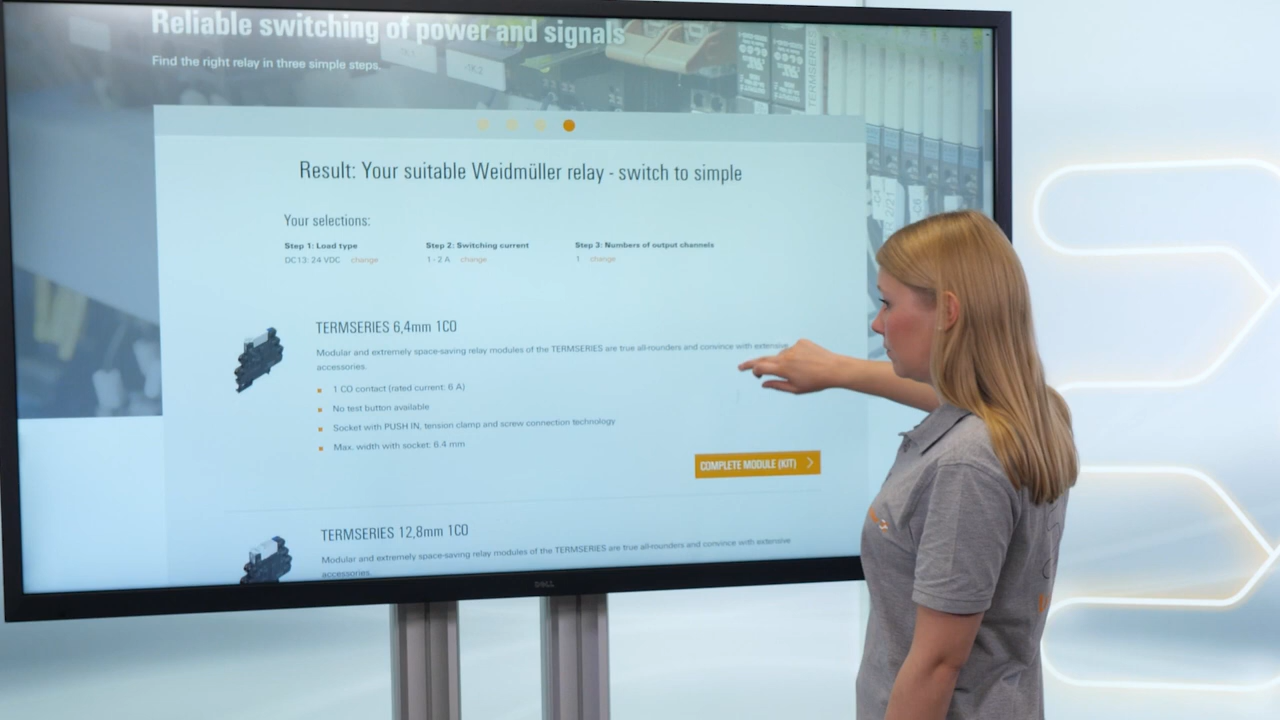 Reliable switching of power and signals
Find the right relay in three simple steps.
TERMSERIES
-C4
R 2/21
-C6
Result: Your suitable Weidmüller relay - switch to simple
Your selections:
Step 1: Load type
DC13: 24 VDC change
Step 2: Switching current
1 - 2 A change
Step 3: Numbers of output channels
1 change
TERMSERIES 6,4mm 1CO
Modular and extremely space-saving relay modules of the TERMSERIES are true all-rounders and convince with extensive
accessories.
1 CO contact (rated current: 6 A)
No test button available
Socket with PUSH IN, tension clamp and screw connection technology
Max. width with socket: 6.4 mm
COMPLETE MODULE (KIT)
TERMSERIES 12,8mm 1CO
Modular and extremely space-saving relay modules of the TERMSERIES are true all-rounders and convince with extensive
accessories.
DELL